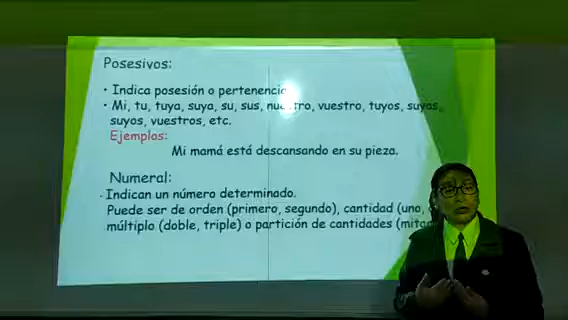 Posesivos:
• Indica posesión o pertenencia
• Mi, tu, tuya, suya, su, sus, nuestro, vuestro, tuyos, suyas,
suyos, vuestros, etc.
Ejemplos:
Mi mamá está descansando en su pieza.
Numeral:
• Indican un número determinado.
Puede ser de orden (primero, segundo), cantidad (uno,
múltiplo (doble, triple) o partición de cantidades